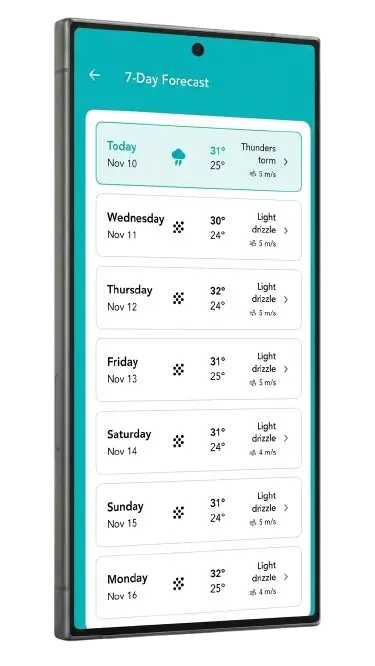 7-Day Forecast
Today
Nov 10
31°
25°
Thunders
torm
5 m/s
Wednesday
Nov 11
30°
24°
Light
drizzle
5 m/s
Thursday
Nov 12
32°
24°
Light
drizzle
5 m/s
Friday
Nov 13
31°
25°
Light
drizzle
5 m/s
Saturday
Nov 14
31°
24°
Light
drizzle
4 m/s
Sunday
Nov 15
31°
24°
Light
drizzle
5 m/s
Monday
Nov 16
32°
25°
Light
drizzle
4 m/s